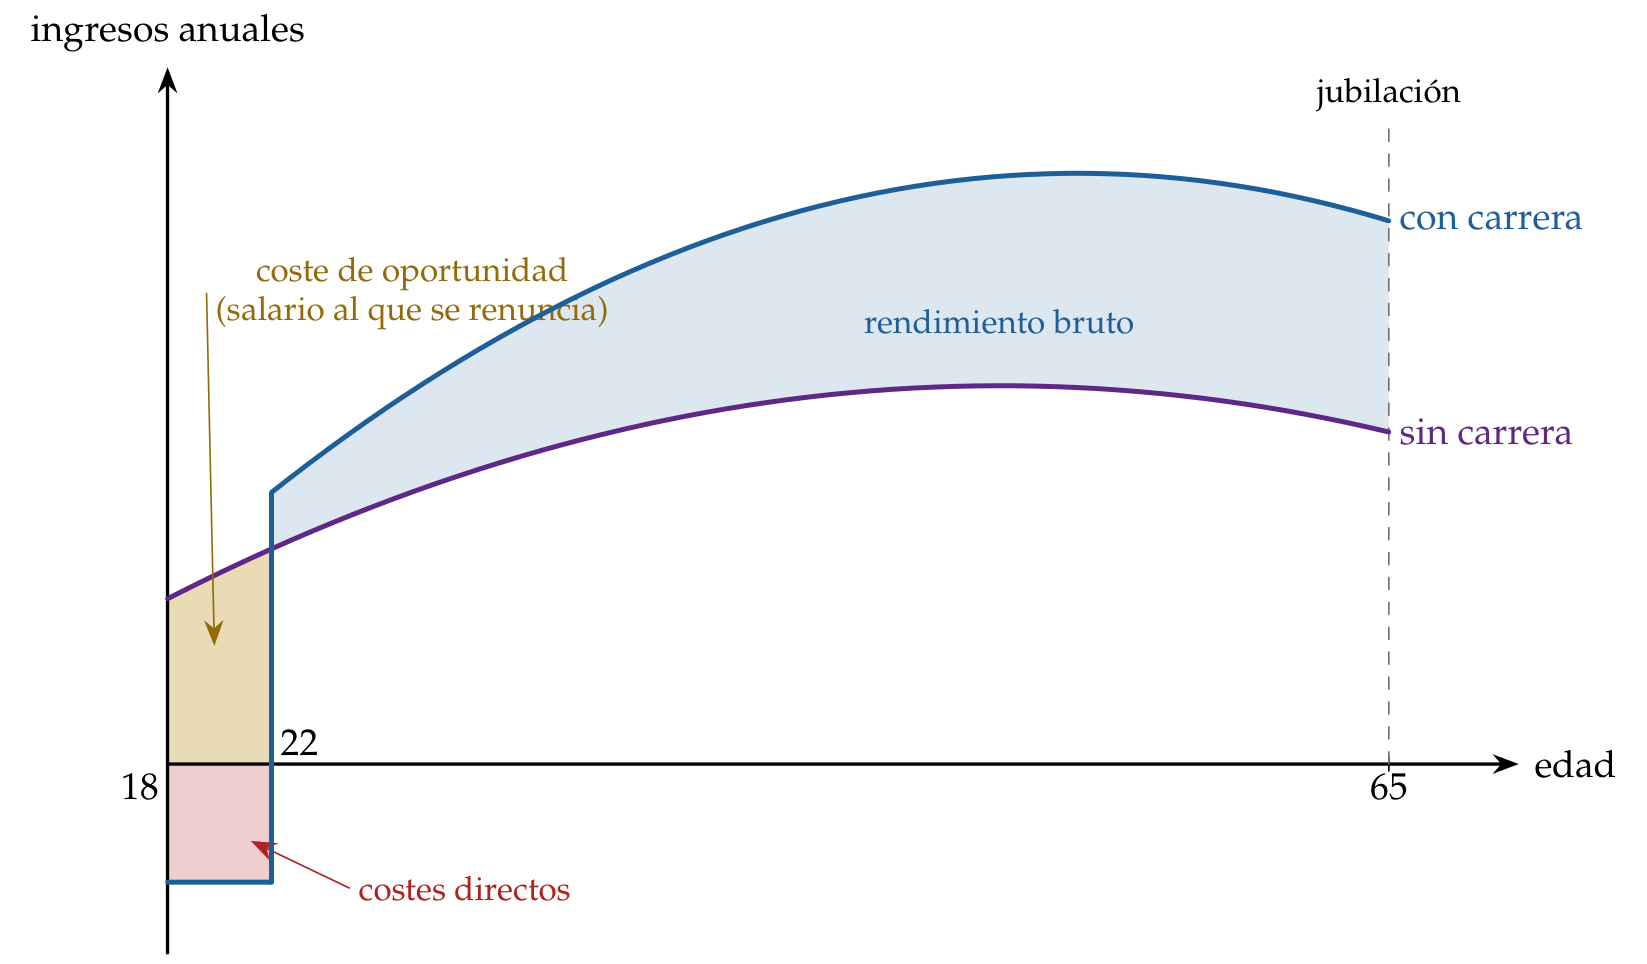 ingresos anuales
jubilación
con carrera
coste de oportunidad
(salario al que se renuncia)
rendimiento bruto
sin carrera
22
edad
18
65
costes directos